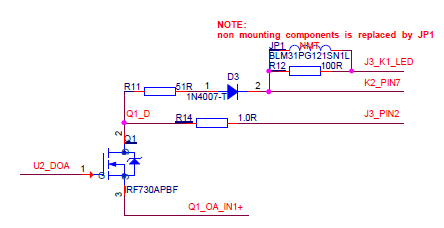 NOTE:
non mounting components is replaced by JP1
JP1 NMT
BLM31PG121SN1L
R12 100R
J3_K1_LED
K2_PIN7
D3
R11 51R 1 2
1N4007-T
Q1_D
R14 1.0R
J3_PIN2
2
Q1
U2_DOA 1
IRF730APBF
3
Q1_OA_IN1+